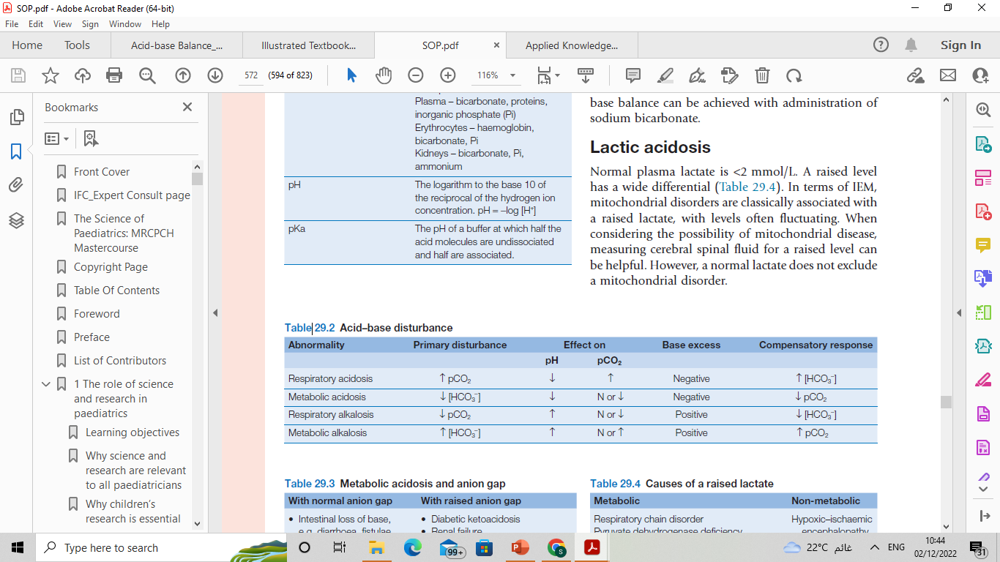 SOP.pdf - Adobe Acrobat Reader (64-bit)
File Edit View Sign Window Help
Home Tools Acid-base Balance_... Illustrated Textbook... SOP.pdf × Applied Knowledge... Sign In
572 (594 of 823) 116%
Bookmarks
Front Cover
IFC_Expert Consult page
The Science of
Paediatrics: MRCPCH
Mastercourse
Copyright Page
Table Of Contents
Foreword
Preface
List of Contributors
1 The role of science
and research in
paediatrics
Learning objectives
Why science and
research are relevant
to all paediatricians
Why children's
research is essential
Plasma – bicarbonate, proteins,
inorganic phosphate (Pi)
Erythrocytes – haemoglobin,
bicarbonate, Pi
Kidneys – bicarbonate, Pi,
ammonium
pH The logarithm to the base 10 of
the reciprocal of the hydrogen ion
concentration. pH = –log [H⁺]
pKa The pH of a buffer at which half the
acid molecules are undissociated
and half are associated.
base balance can be achieved with administration of
sodium bicarbonate.
Lactic acidosis
Normal plasma lactate is <2 mmol/L. A raised level
has a wide differential (Table 29.4). In terms of IEM,
mitochondrial disorders are classically associated with
a raised lactate, with levels often fluctuating. When
considering the possibility of mitochondrial disease,
measuring cerebral spinal fluid for a raised level can
be helpful. However, a normal lactate does not exclude
a mitochondrial disorder.
Table 29.2 Acid–base disturbance
Abnormality Primary disturbance Effect on Base excess Compensatory response
pH pCO₂
Respiratory acidosis ↑ pCO₂ ↓ ↑ Negative ↑ [HCO₃⁻]
Metabolic acidosis ↓ [HCO₃⁻] ↓ N or ↓ Negative ↓ pCO₂
Respiratory alkalosis ↓ pCO₂ ↑ N or ↓ Positive ↓ [HCO₃⁻]
Metabolic alkalosis ↑ [HCO₃⁻] ↑ N or ↑ Positive ↑ pCO₂
Table 29.3 Metabolic acidosis and anion gap
With normal anion gap With raised anion gap
• Intestinal loss of base, • Diabetic ketoacidosis
e.g. diarrhoea, fistulae • Renal failure
Table 29.4 Causes of a raised lactate
Metabolic Non-metabolic
Respiratory chain disorder Hypoxic–ischaemic
Pyruvate dehydrogenase deficiency encephalopathy
Type here to search 99+ 22°C غائم ENG 10:44
02/12/2022 31